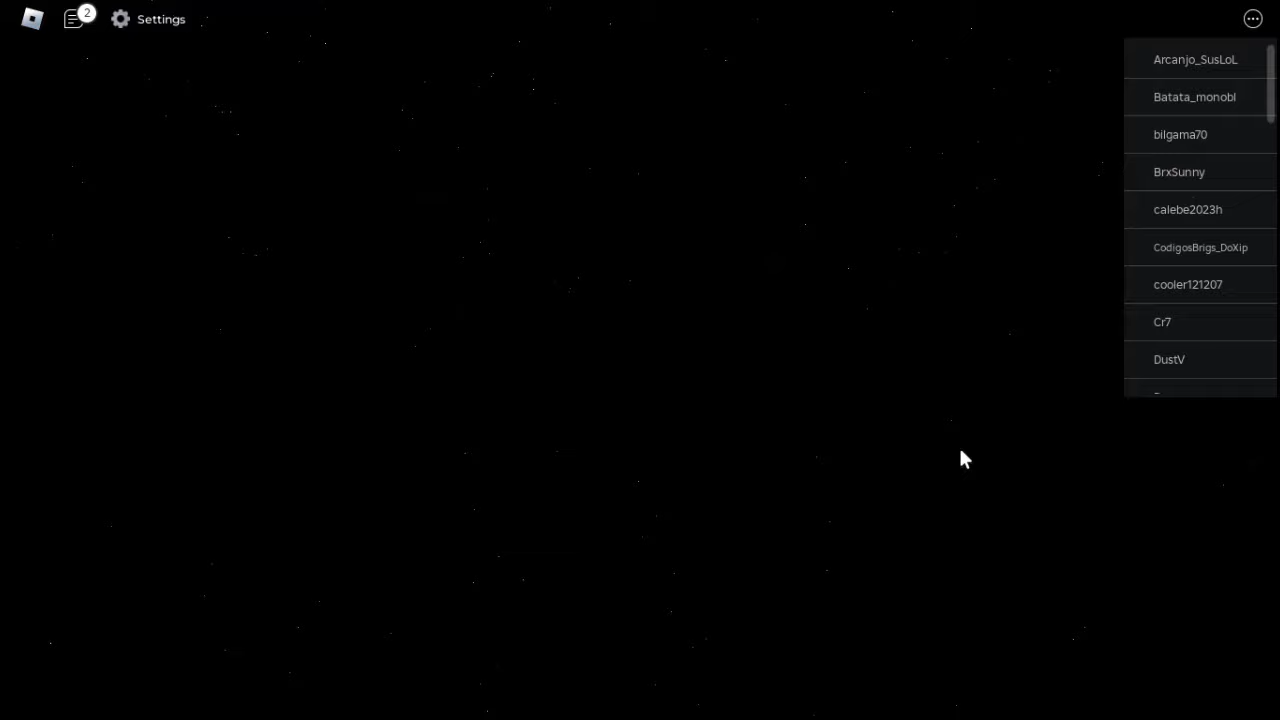 2
Settings
Arcanjo_SusLoL
Batata_monobl
bilgama70
BrxSunny
calebe2023h
CodigosBrigs_DoXip
cooler121207
Cr7
DustV